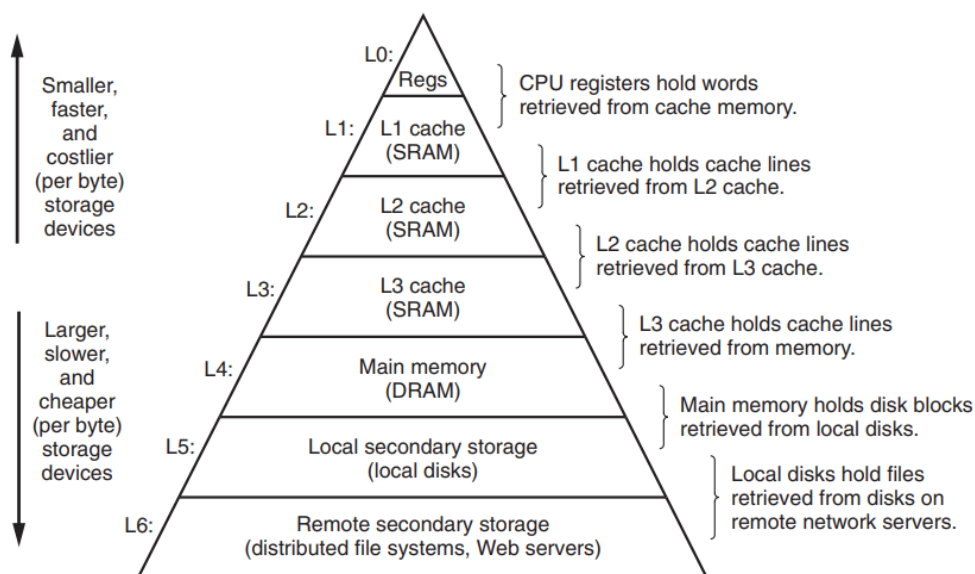 Smaller,
faster,
and
costlier
(per byte)
storage
devices
Larger,
slower,
and
cheaper
(per byte)
storage
devices
L0:
Regs
CPU registers hold words
retrieved from cache memory.
L1:
L1 cache
(SRAM)
L1 cache holds cache lines
retrieved from L2 cache.
L2:
L2 cache
(SRAM)
L2 cache holds cache lines
retrieved from L3 cache.
L3:
L3 cache
(SRAM)
L3 cache holds cache lines
retrieved from memory.
L4:
Main memory
(DRAM)
Main memory holds disk blocks
retrieved from local disks.
L5:
Local secondary storage
(local disks)
Local disks hold files
retrieved from disks on
remote network servers.
L6:
Remote secondary storage
(distributed file systems, Web servers)